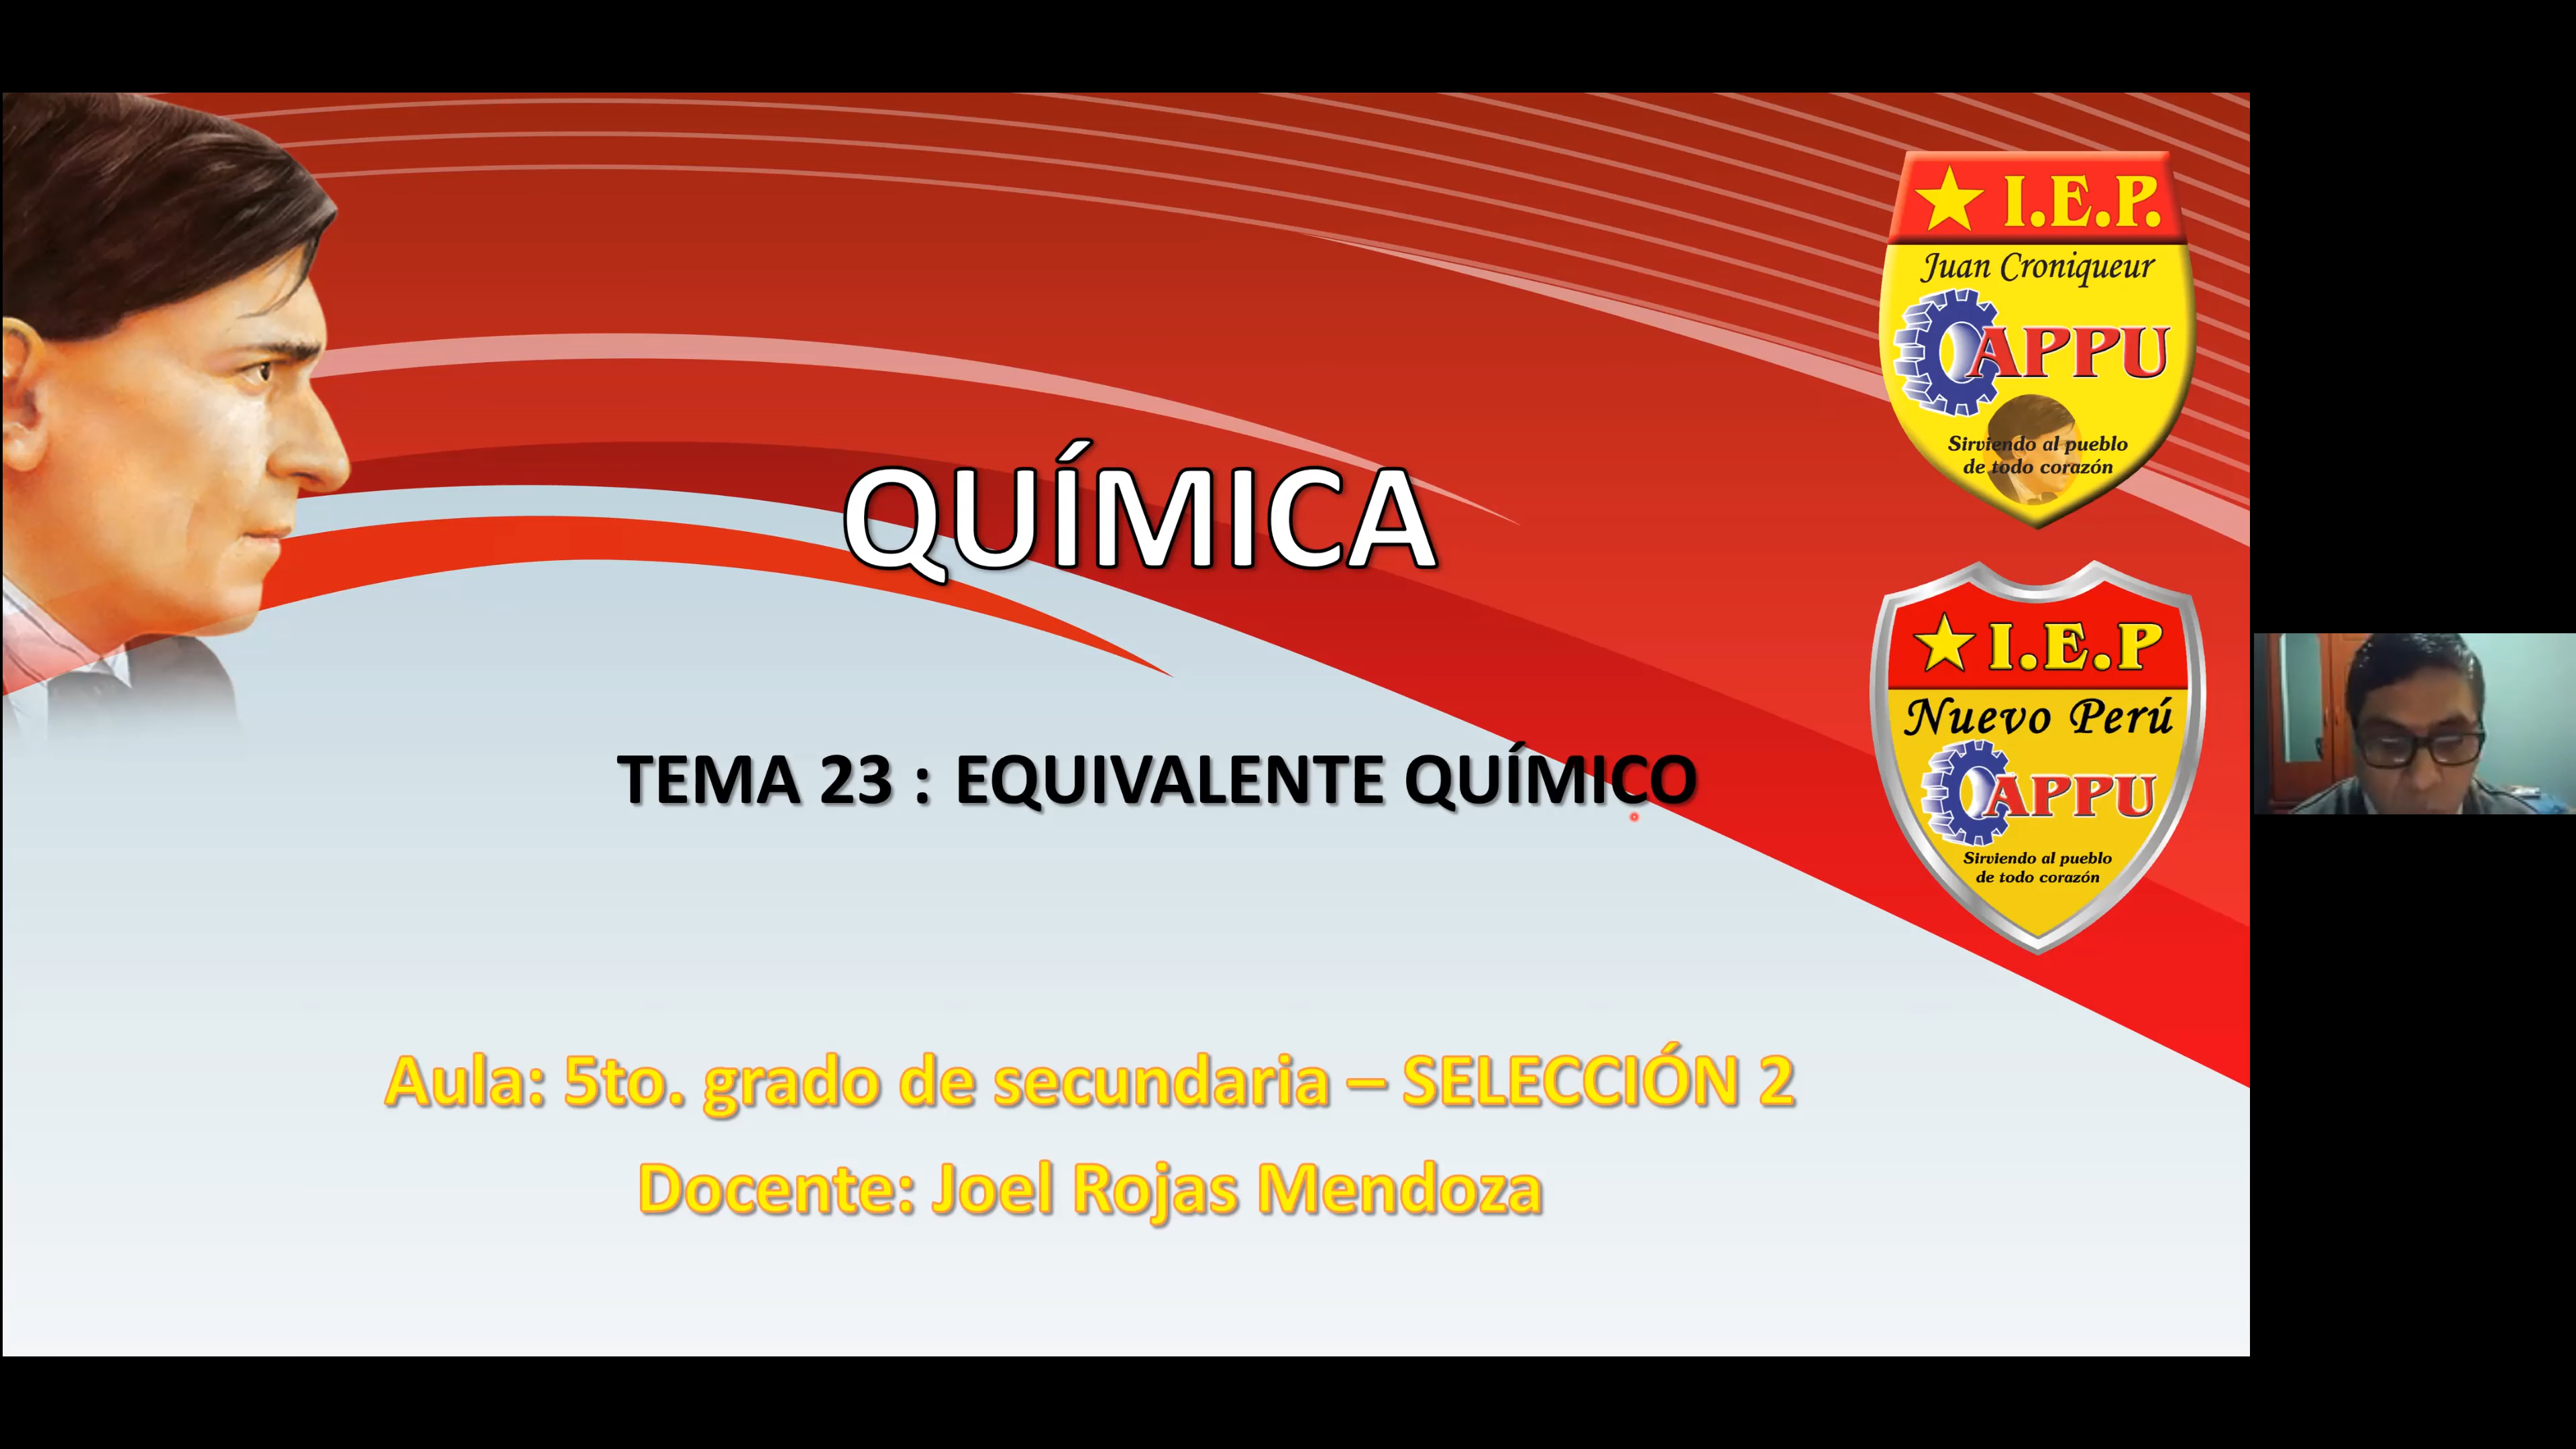 ★ I.E.P.
Juan Croniqueur
CAPPU
Sirviendo al pueblo
de todo corazón
QUÍMICA
★ I.E.P
Nuevo Perú
CAPPU
Sirviendo al pueblo
de todo corazón
TEMA 23 : EQUIVALENTE QUÍMICO
Aula: 5to. grado de secundaria – SELECCIÓN 2
Docente: Joel Rojas Mendoza